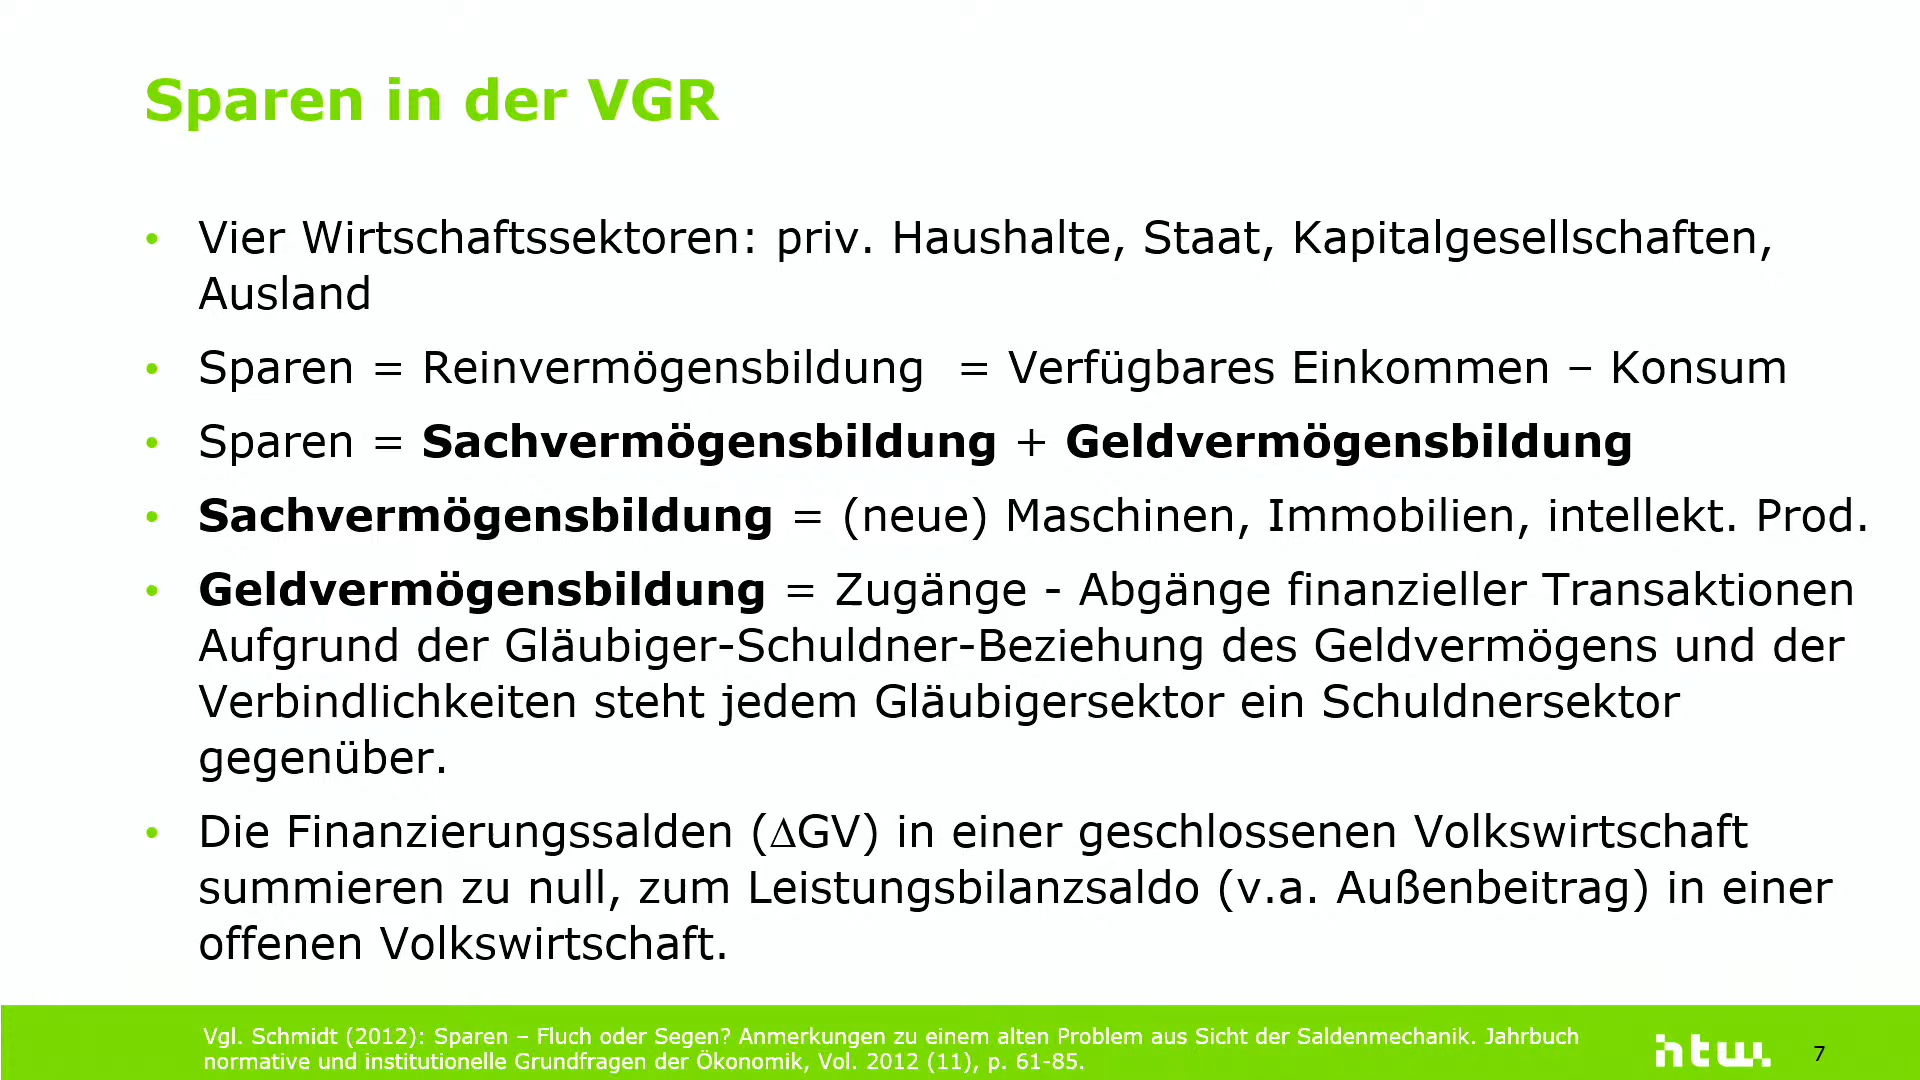 Sparen in der VGR
• Vier Wirtschaftssektoren: priv. Haushalte, Staat, Kapitalgesellschaften,
Ausland
• Sparen = Reinvermögensbildung = Verfügbares Einkommen – Konsum
• Sparen = Sachvermögensbildung + Geldvermögensbildung
• Sachvermögensbildung = (neue) Maschinen, Immobilien, intellekt. Prod.
• Geldvermögensbildung = Zugänge - Abgänge finanzieller Transaktionen
Aufgrund der Gläubiger-Schuldner-Beziehung des Geldvermögens und der
Verbindlichkeiten steht jedem Gläubigersektor ein Schuldnersektor
gegenüber.
• Die Finanzierungssalden (∆GV) in einer geschlossenen Volkswirtschaft
summieren zu null, zum Leistungsbilanzsaldo (v.a. Außenbeitrag) in einer
offenen Volkswirtschaft.
Vgl. Schmidt (2012): Sparen – Fluch oder Segen? Anmerkungen zu einem alten Problem aus Sicht der Saldenmechanik. Jahrbuch
normative und institutionelle Grundfragen der Ökonomik, Vol. 2012 (11), p. 61-85.
htw.
7